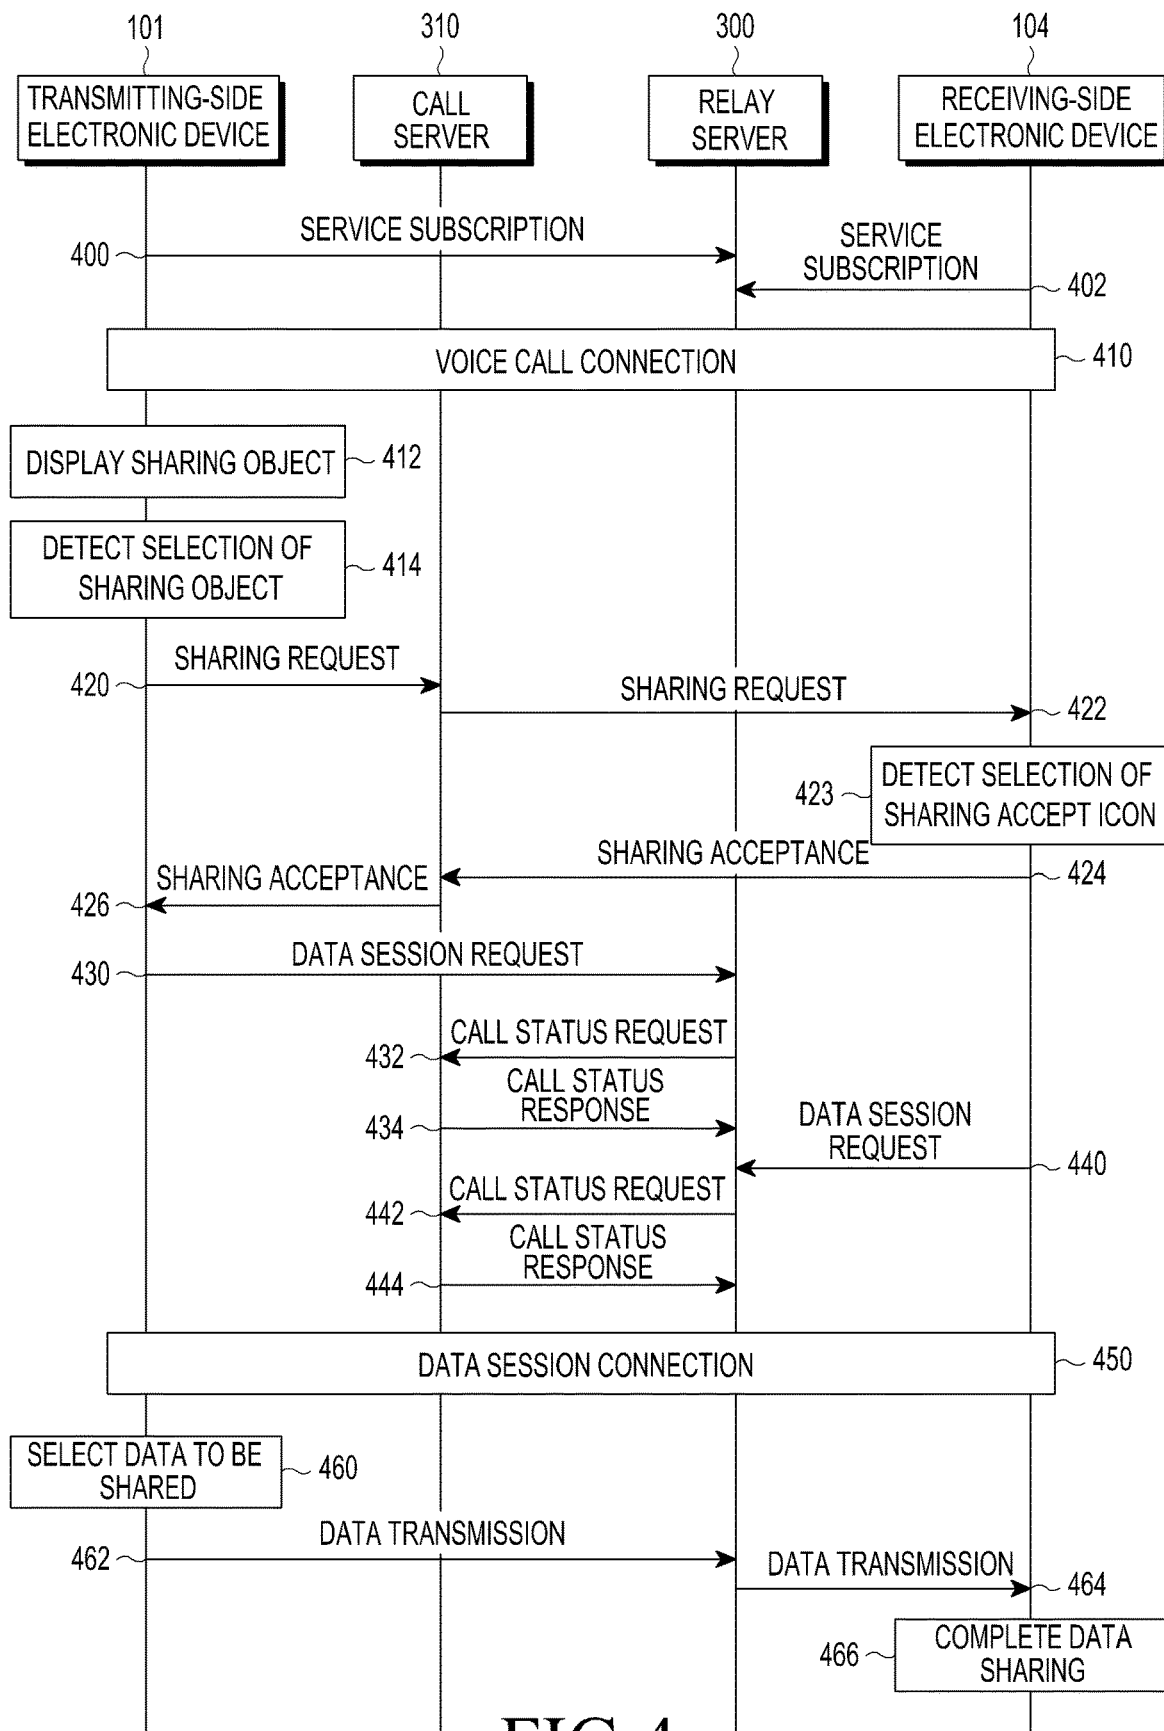 101
310
300
104
TRANSMITTING-SIDE
ELECTRONIC DEVICE
CALL
SERVER
RELAY
SERVER
RECEIVING-SIDE
ELECTRONIC DEVICE
SERVICE SUBSCRIPTION
400
SERVICE
SUBSCRIPTION
402
VOICE CALL CONNECTION
410
DISPLAY SHARING OBJECT
412
DETECT SELECTION OF
SHARING OBJECT
414
SHARING REQUEST
420
SHARING REQUEST
422
DETECT SELECTION OF
SHARING ACCEPT ICON
423
SHARING ACCEPTANCE
424
SHARING ACCEPTANCE
426
DATA SESSION REQUEST
430
CALL STATUS REQUEST
432
CALL STATUS
RESPONSE
434
DATA SESSION
REQUEST
440
CALL STATUS REQUEST
442
CALL STATUS
RESPONSE
444
DATA SESSION CONNECTION
450
SELECT DATA TO BE
SHARED
460
DATA TRANSMISSION
462
DATA TRANSMISSION
464
COMPLETE DATA
SHARING
466
FIG.4